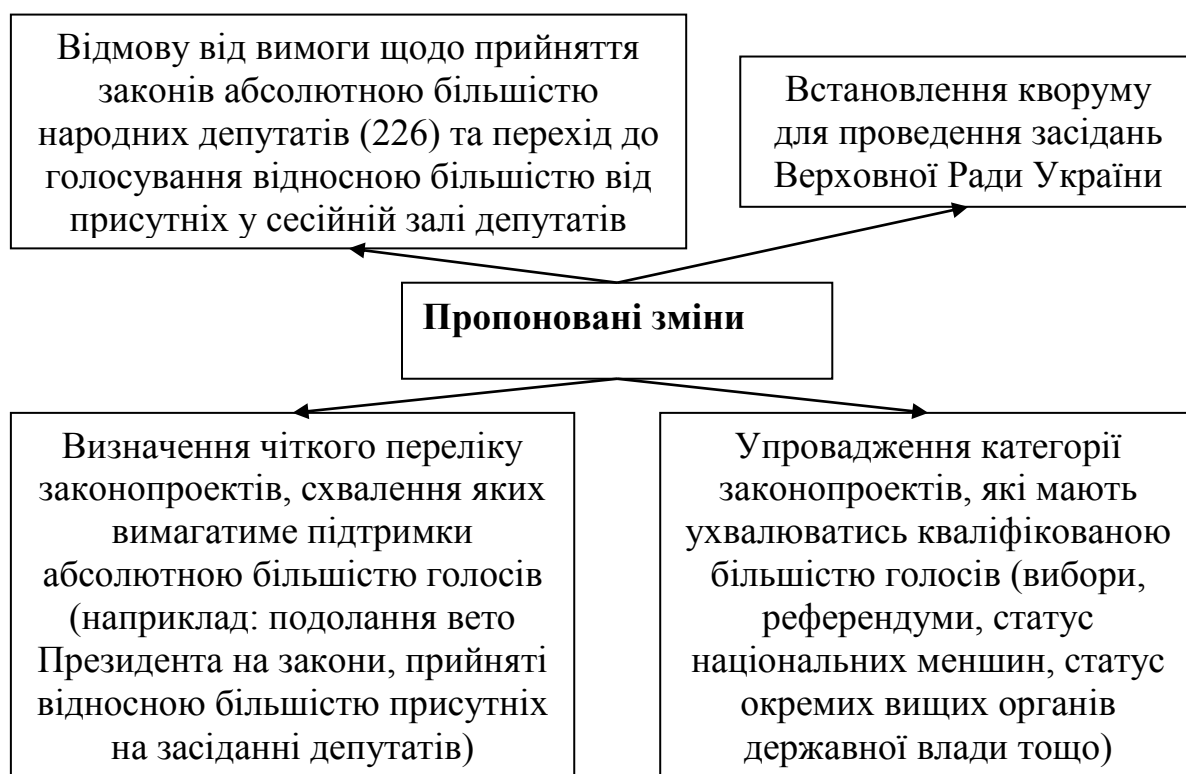 Відмову від вимоги щодо прийняття
законів абсолютною більшістю
народних депутатів (226) та перехід до
голосування відносною більшістю від
присутніх у сесійній залі депутатів
Встановлення кворуму
для проведення засідань
Верховної Ради України
Пропоновані зміни
Визначення чіткого переліку
законопроектів, схвалення яких
вимагатиме підтримки
абсолютною більшістю голосів
(наприклад: подолання вето
Президента на закони, прийняті
відносною більшістю присутніх
на засіданні депутатів)
Упровадження категорії
законопроектів, які мають
ухвалюватись кваліфікованою
більшістю голосів (вибори,
референдуми, статус
національних меншин, статус
окремих вищих органів
державної влади тощо)